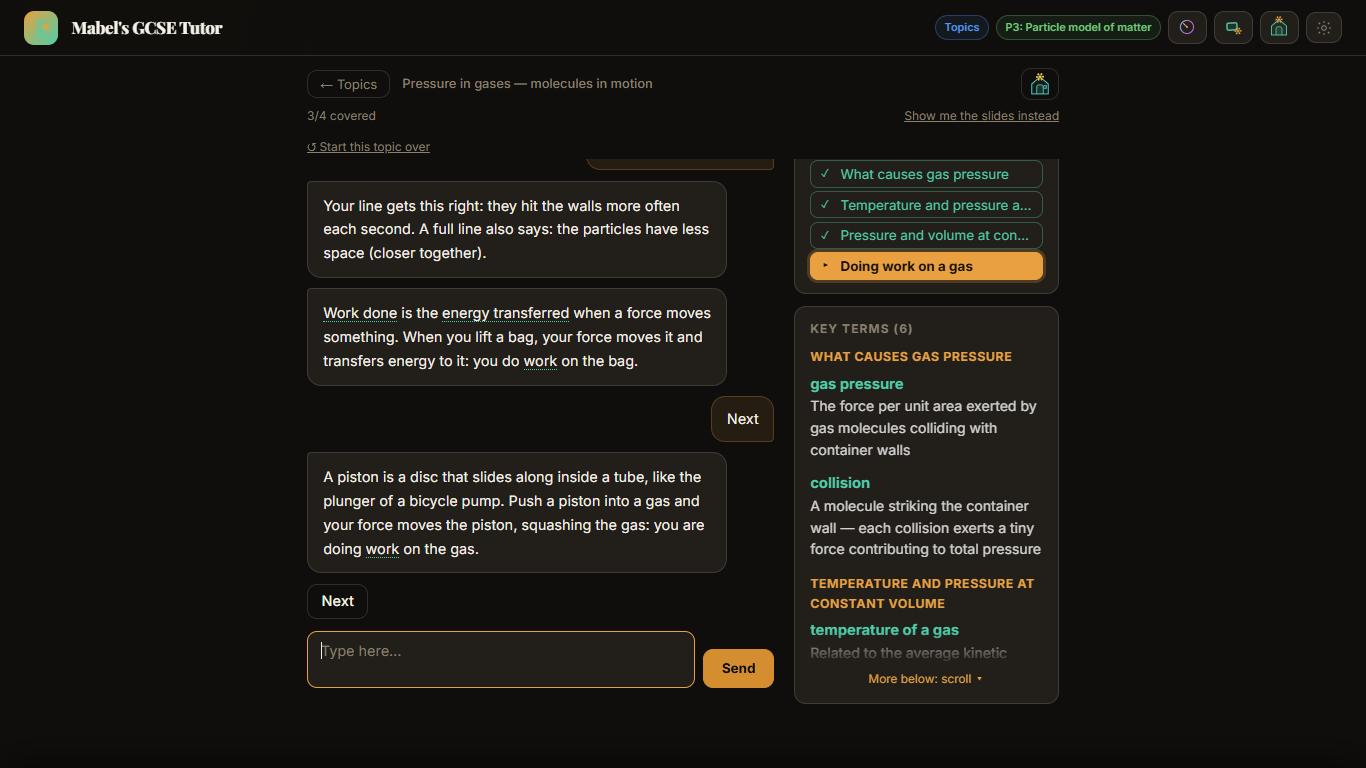 Mabel's GCSE Tutor
Topics
P3: Particle model of matter
← Topics
Pressure in gases — molecules in motion
3/4 covered
Show me the slides instead
↺ Start this topic over
Your line gets this right: they hit the walls more often
each second. A full line also says: the particles have less
space (closer together).
Work done is the energy transferred when a force moves
something. When you lift a bag, your force moves it and
transfers energy to it: you do work on the bag.
Next
A piston is a disc that slides along inside a tube, like the
plunger of a bicycle pump. Push a piston into a gas and
your force moves the piston, squashing the gas: you are
doing work on the gas.
Next
Type here...
Send
✓ What causes gas pressure
✓ Temperature and pressure a...
✓ Pressure and volume at con...
‣ Doing work on a gas
KEY TERMS (6)
WHAT CAUSES GAS PRESSURE
gas pressure
The force per unit area exerted by
gas molecules colliding with
container walls
collision
A molecule striking the container
wall — each collision exerts a tiny
force contributing to total pressure
TEMPERATURE AND PRESSURE AT
CONSTANT VOLUME
temperature of a gas
Related to the average kinetic
More below: scroll ▾